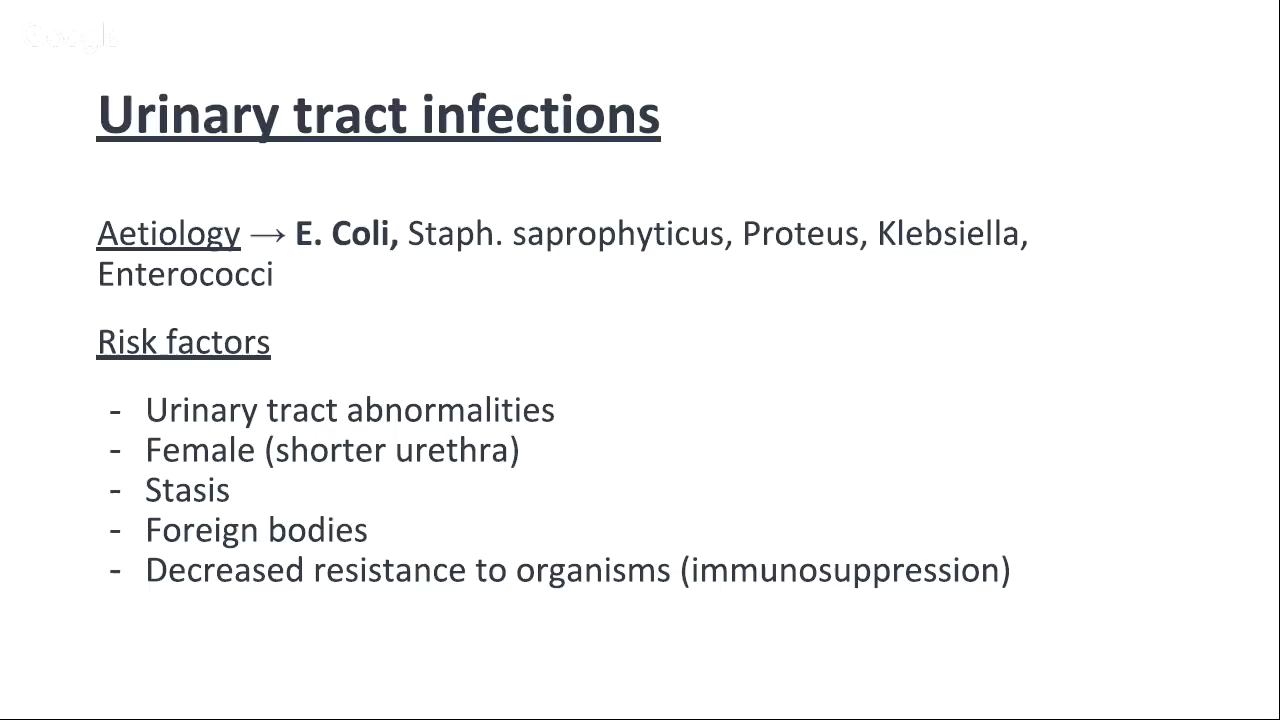 Urinary tract infections
Aetiology → E. Coli, Staph. saprophyticus, Proteus, Klebsiella,
Enterococci
Risk factors
- Urinary tract abnormalities
- Female (shorter urethra)
- Stasis
- Foreign bodies
- Decreased resistance to organisms (immunosuppression)